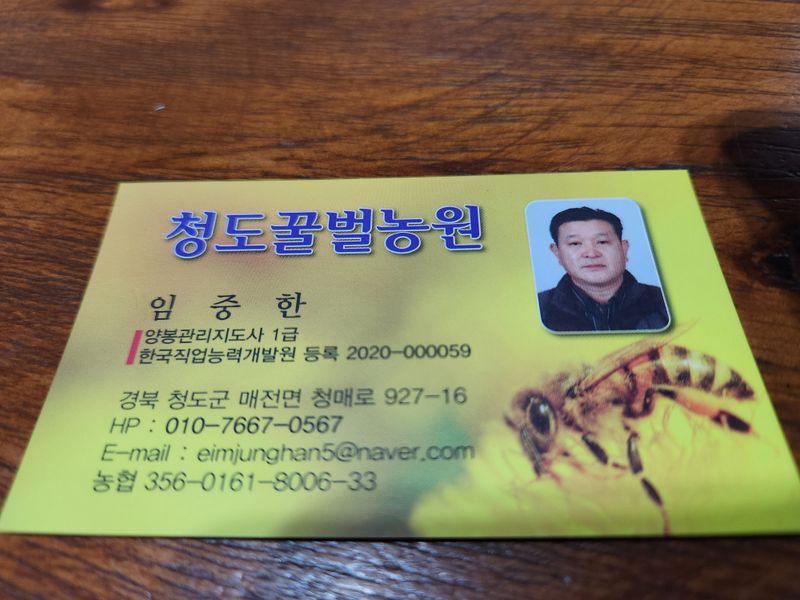 청도꿀벌농원
임 중 한
양봉관리지도사 1급
한국직업능력개발원 등록 2020-000059
경북 청도군 매전면 청매로 927-16
HP : 010-7667-0567
E-mail : eimjunghan5@naver.com
농협 356-0161-8006-33